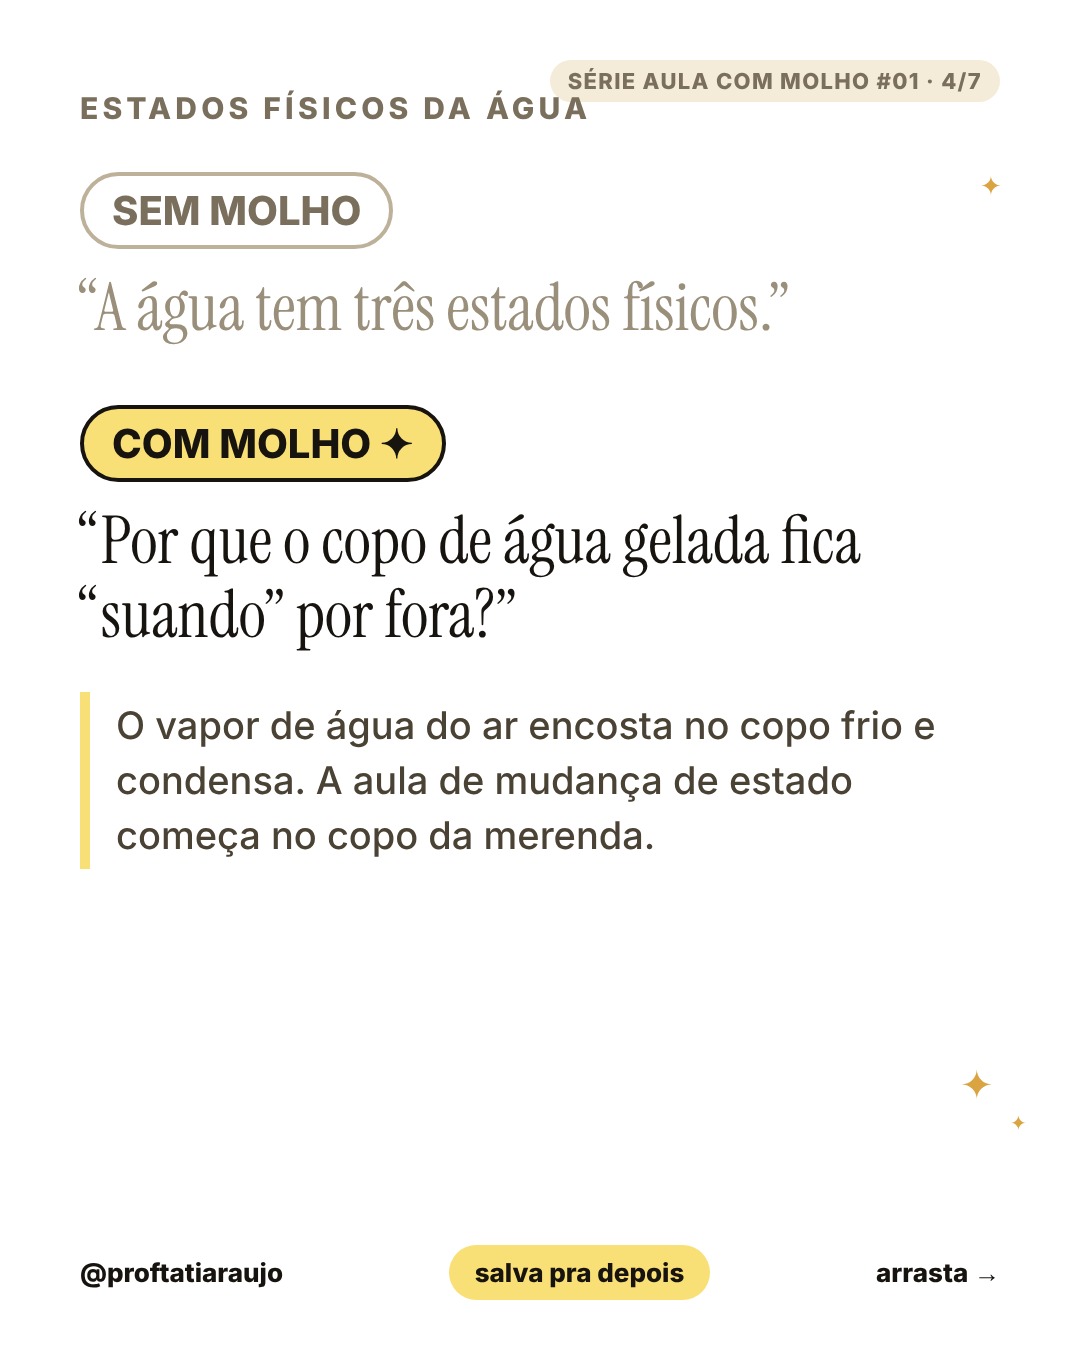 SÉRIE AULA COM MOLHO #01 · 4/7
ESTADOS FÍSICOS DA ÁGUA
SEM MOLHO
“A água tem três estados físicos.”
COM MOLHO ✦
“Por que o copo de água gelada fica
“suando” por fora?”
O vapor de água do ar encosta no copo frio e
condensa. A aula de mudança de estado
começa no copo da merenda.
@proftatiaraujo
salva pra depois
arrasta →